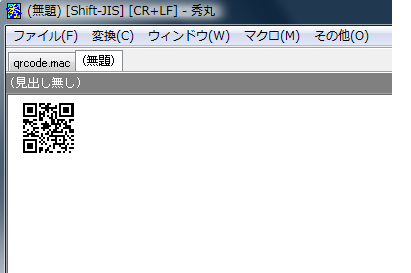 (無題) [Shift-JIS] [CR+LF] - 秀丸
ファイル(F) 変換(C) ウィンドウ(W) マクロ(M) その他(O)
qrcode.mac (無題)
(見出し無し)